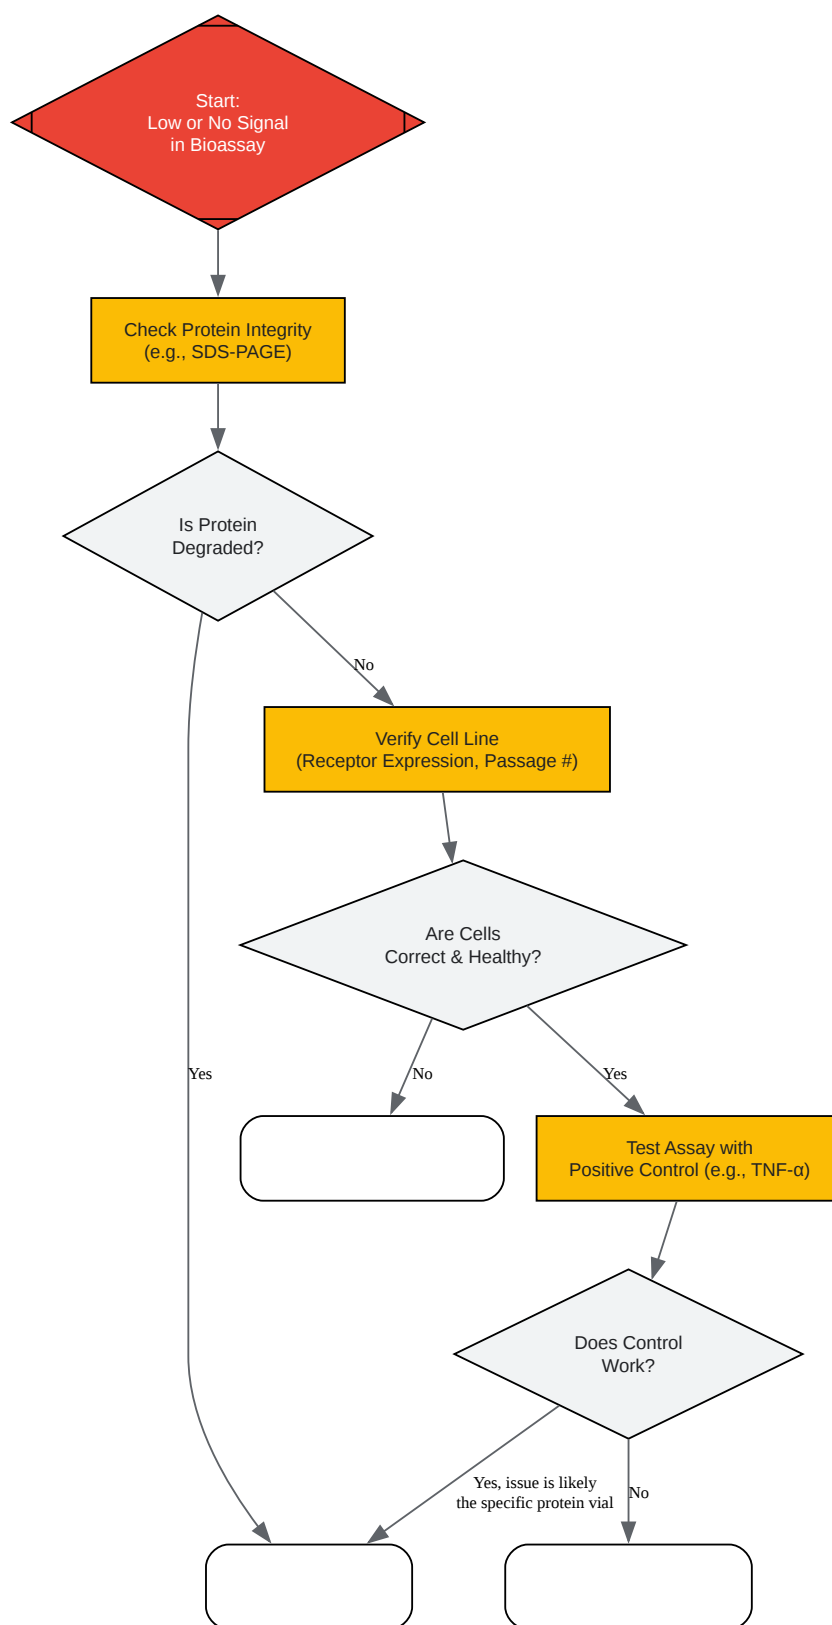 Start:
Low or No Signal
in Bioassay
Check Protein Integrity
(e.g., SDS-PAGE)
Is Protein
Degraded?
No
Verify Cell Line
(Receptor Expression, Passage #)
Are Cells
Correct & Healthy?
Yes
No
Yes
Test Assay with
Positive Control (e.g., TNF-α)
Does Control
Work?
Yes, issue is likely
the specific protein vial
No